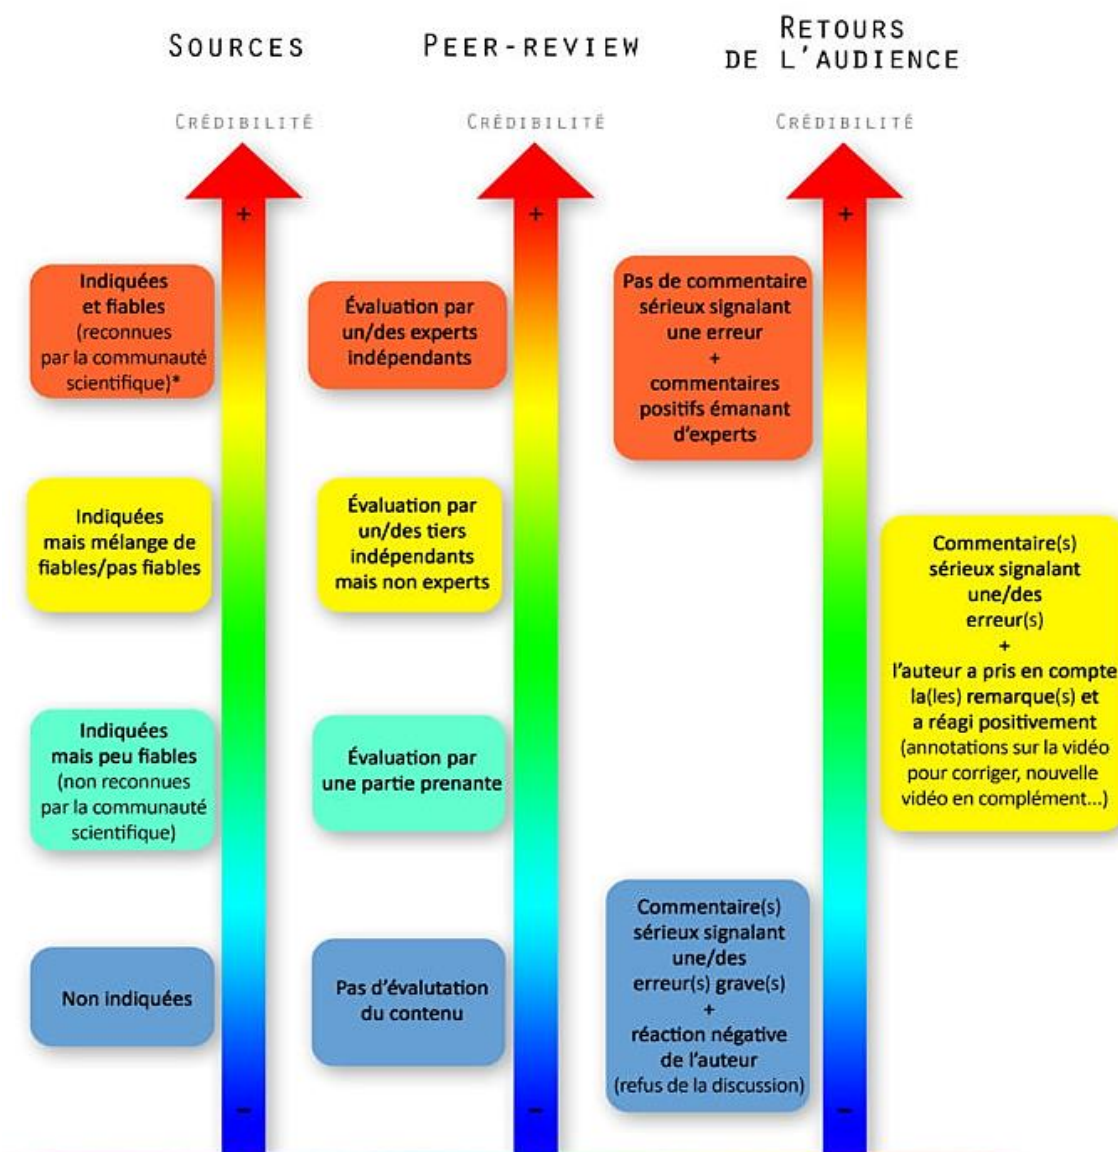 SOURCES
CRÉDIBILITÉ
+
Indiquées
et fiables
(reconnues
par la communauté
scientifique)*
Indiquées
mais mélange de
fiables/pas fiables
Indiquées
mais peu fiables
(non reconnues
par la communauté
scientifique)
Non indiquées
-
PEER-REVIEW
CRÉDIBILITÉ
+
Évaluation par
un/des experts
indépendants
Évaluation par
un/des tiers
indépendants
mais non experts
Évaluation par
une partie prenante
Pas d'évalutation
du contenu
-
RETOURS
DE L'AUDIENCE
CRÉDIBILITÉ
+
Pas de commentaire
sérieux signalant
une erreur
+
commentaires
positifs émanant
d'experts
Commentaire(s)
sérieux signalant
une/des
erreur(s)
+
l'auteur a pris en compte
la(les) remarque(s) et
a réagi positivement
(annotations sur la vidéo
pour corriger, nouvelle
vidéo en complément...)
Commentaire(s)
sérieux signalant
une/des
erreur(s) grave(s)
+
réaction négative
de l'auteur
(refus de la discussion)
-